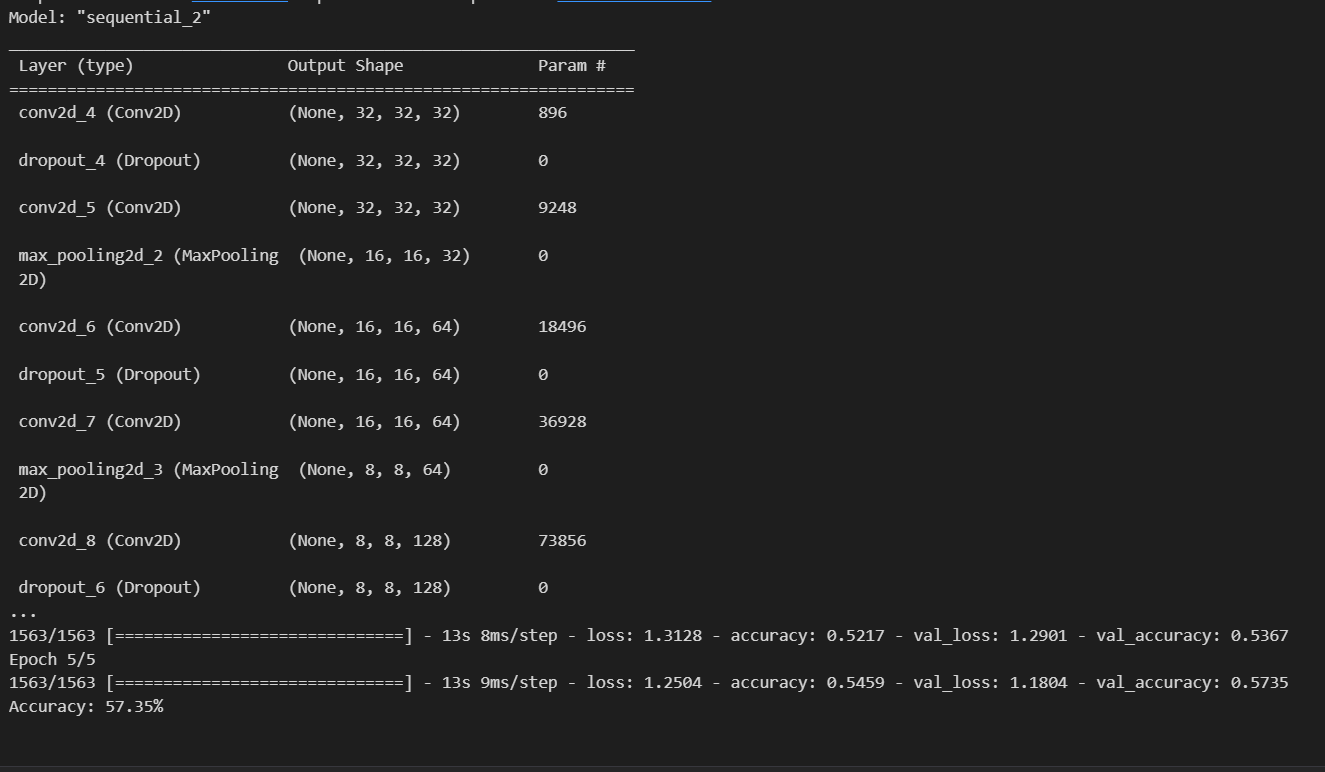 Model: "sequential_2"
_________________________________________________________________
Layer (type) Output Shape Param #
=================================================================
conv2d_4 (Conv2D) (None, 32, 32, 32) 896
dropout_4 (Dropout) (None, 32, 32, 32) 0
conv2d_5 (Conv2D) (None, 32, 32, 32) 9248
max_pooling2d_2 (MaxPooling (None, 16, 16, 32) 0
2D)
conv2d_6 (Conv2D) (None, 16, 16, 64) 18496
dropout_5 (Dropout) (None, 16, 16, 64) 0
conv2d_7 (Conv2D) (None, 16, 16, 64) 36928
max_pooling2d_3 (MaxPooling (None, 8, 8, 64) 0
2D)
conv2d_8 (Conv2D) (None, 8, 8, 128) 73856
dropout_6 (Dropout) (None, 8, 8, 128) 0
...
1563/1563 [==============================] - 13s 8ms/step - loss: 1.3128 - accuracy: 0.5217 - val_loss: 1.2901 - val_accuracy: 0.5367
Epoch 5/5
1563/1563 [==============================] - 13s 9ms/step - loss: 1.2504 - accuracy: 0.5459 - val_loss: 1.1804 - val_accuracy: 0.5735
Accuracy: 57.35%